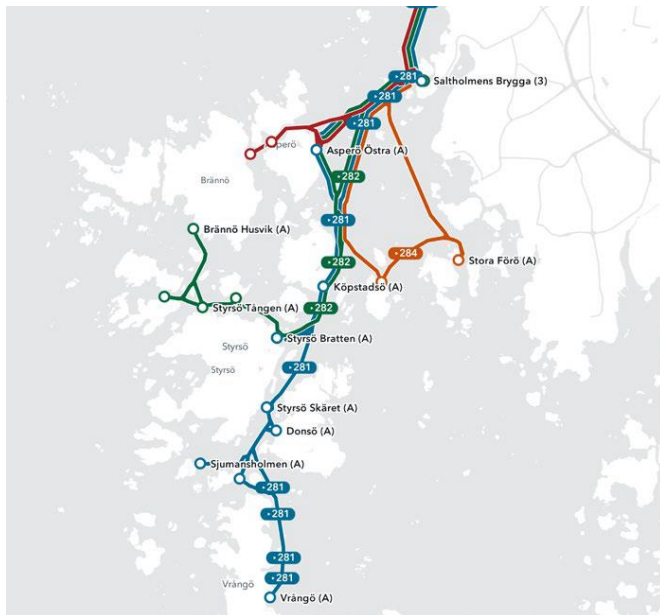 281
Saltholmens Brygga (3)
281
281
Asperö Östra (A)
perö
282
Brännö
281
Brännö Husvik (A)
284
Stora Förö (A)
282
Köpstadsö (A)
Styrsö Tången (A)
282
Styrsö Bratten (A)
Styrsö
281
Styrsö
Styrsö Skäret (A)
Donsö (A)
Sjumansholmen (A)
281
281
281
281
Vrångö
Vrångö (A)